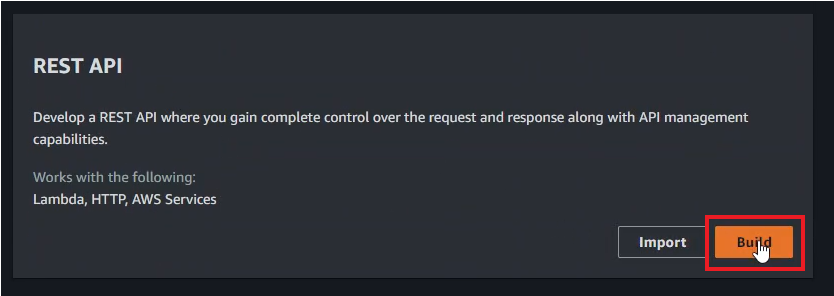 REST API
Develop a REST API where you gain complete control over the request and response along with API management
capabilities.
Works with the following:
Lambda, HTTP, AWS Services
Import
Build